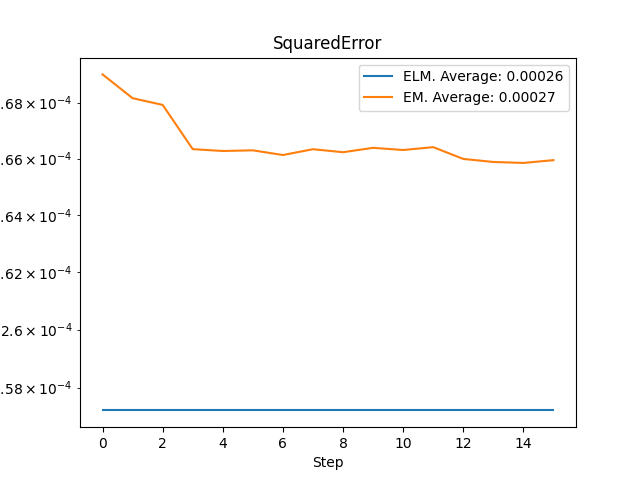 SquaredError
ELM. Average: 0.00026
EM. Average: 0.00027
.68 × 10⁻⁴
.66 × 10⁻⁴
.64 × 10⁻⁴
.62 × 10⁻⁴
2.6 × 10⁻⁴
.58 × 10⁻⁴
0 2 4 6 8 10 12 14
Step